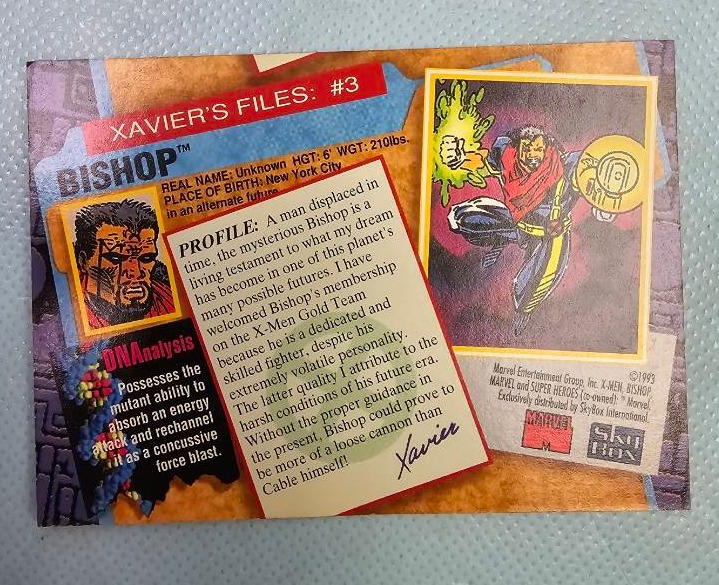 XAVIER'S FILES: #3
BISHOP™
REAL NAME: Unknown HGT: 6' WGT: 210lbs.
PLACE OF BIRTH: New York City
in an alternate future
PROFILE: A man displaced in
time, the mysterious Bishop is a
living testament to what my dream
has become in one of this planet's
many possible futures. I have
welcomed Bishop's membership
on the X-Men Gold Team
because he is a dedicated and
skilled fighter, despite his
extremely volatile personality.
The latter quality I attribute to the
harsh conditions of his future era.
Without the proper guidance in
the present, Bishop could prove to
be more of a loose cannon than
Cable himself!
Xavier
DNAnalysis
Possesses the
mutant ability to
absorb an energy
attack and rechannel
it as a concussive
force blast.
©1993
Marvel Entertainment Group, Inc. X-MEN, BISHOP,
MARVEL and SUPER HEROES (co-owned): ™ Marvel.
Exclusively distributed by SkyBox International.
MARVEL
M
SkyBox